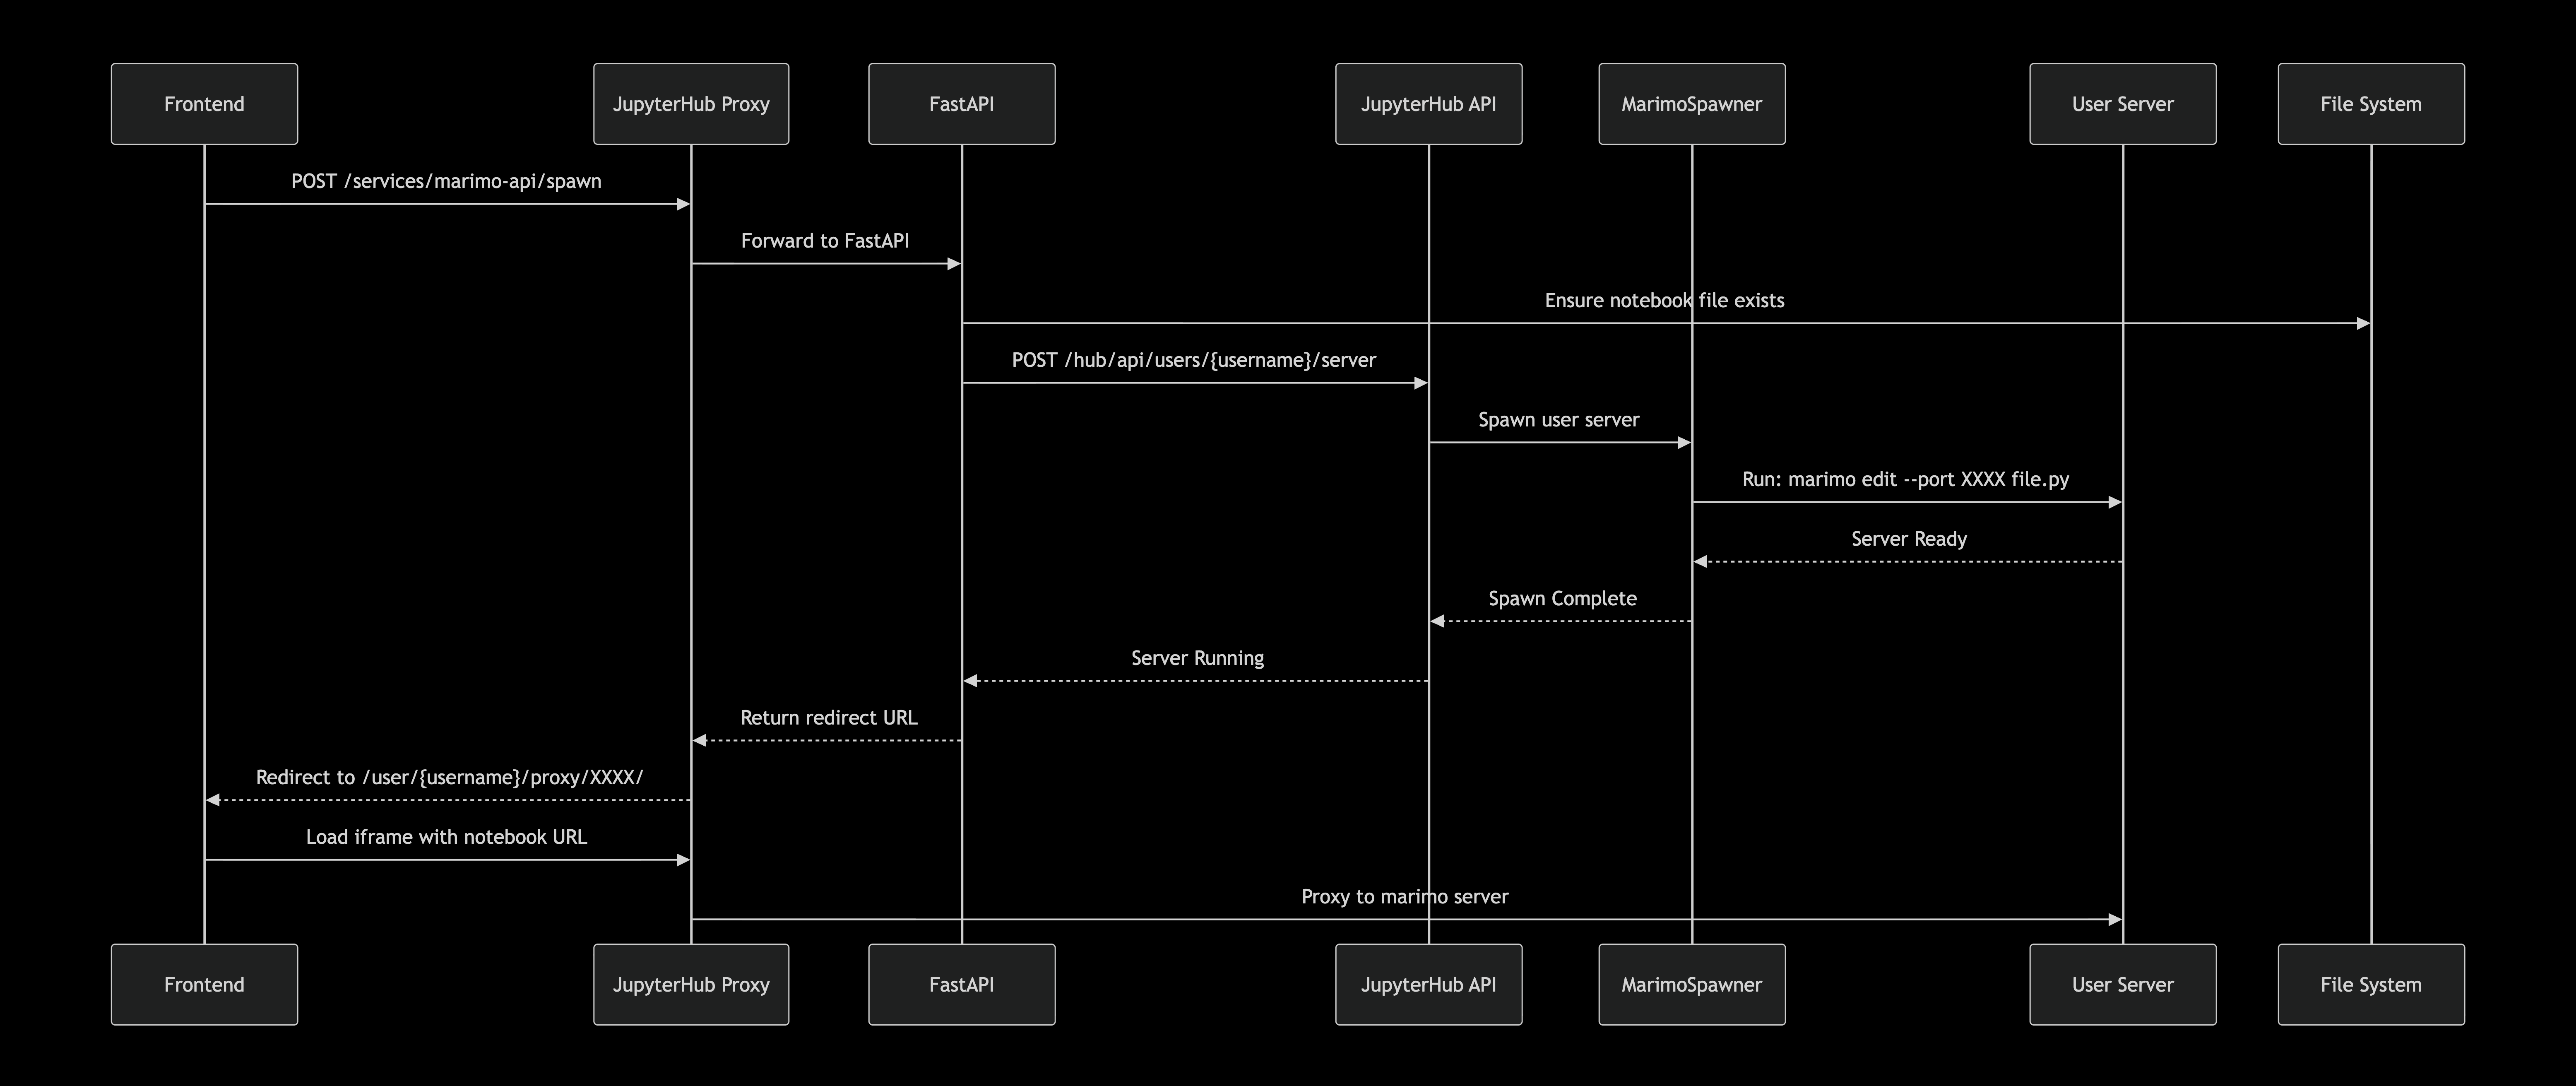 Frontend
JupyterHub Proxy
FastAPI
JupyterHub API
MarimoSpawner
User Server
File System
POST /services/marimo-api/spawn
Forward to FastAPI
Ensure notebook file exists
POST /hub/api/users/{username}/server
Spawn user server
Run: marimo edit --port XXXX file.py
Server Ready
Spawn Complete
Server Running
Return redirect URL
Redirect to /user/{username}/proxy/XXXX/
Load iframe with notebook URL
Proxy to marimo server
Frontend
JupyterHub Proxy
FastAPI
JupyterHub API
MarimoSpawner
User Server
File System